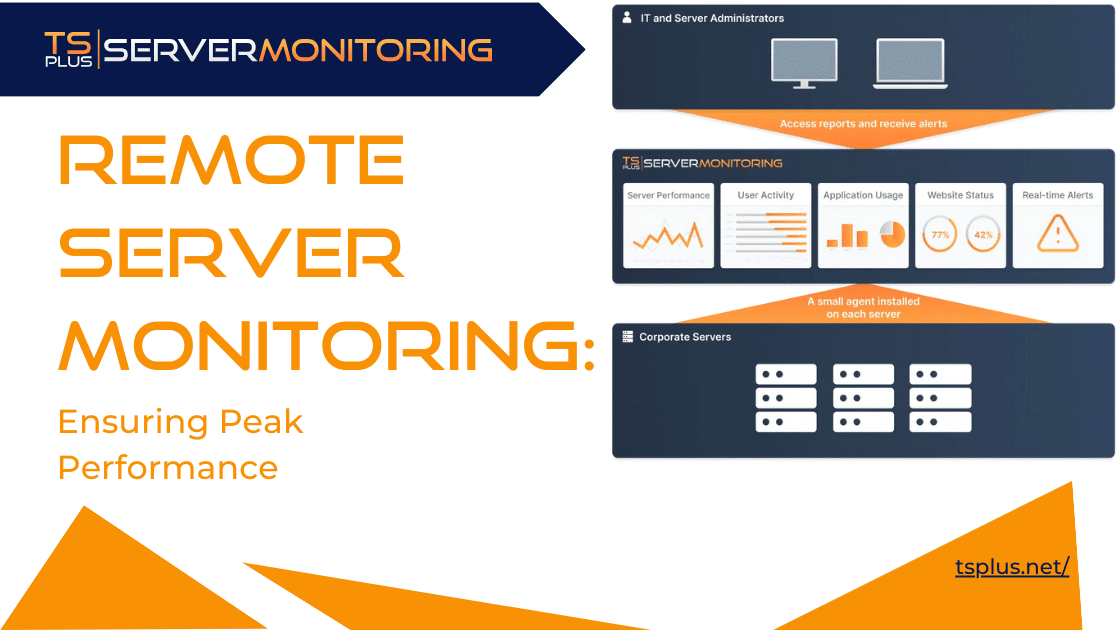 TS
PLUS
SERVERMONITORING
REMOTE
SERVER
MONITORING:
Ensuring Peak
Performance
IT and Server Administrators
Access reports and receive alerts
TS
PLUS
SERVERMONITORING
Server Performance
User Activity
Application Usage
Website Status
Real-time Alerts
77%
42%
A small agent installed
on each server
Corporate Servers
tsplus.net/